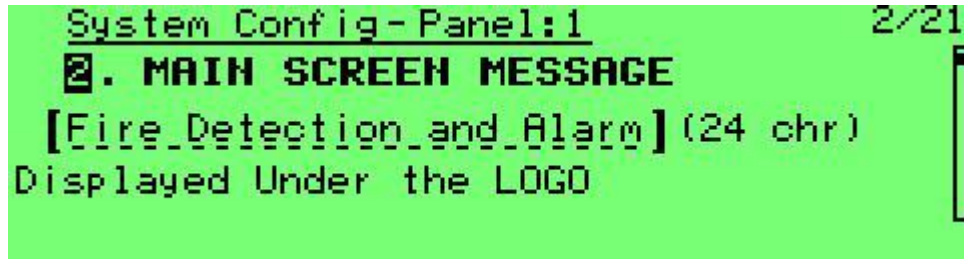 System Config-Panel:1 2/21
2. MAIN SCREEN MESSAGE
[Fire_Detection_and_Alarm](24 chr)
Displayed Under the LOGO